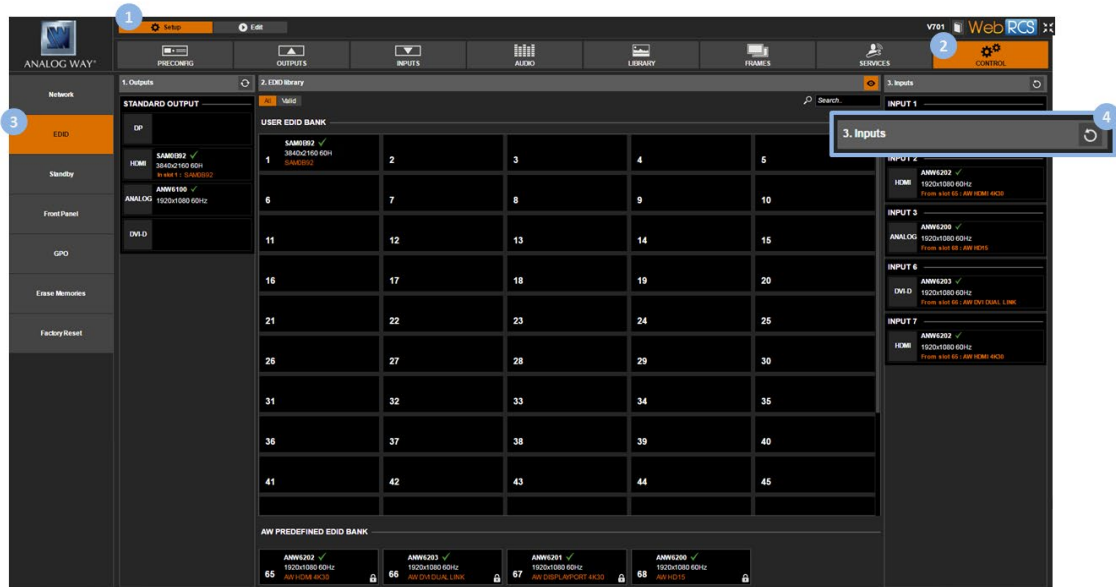 1
Setup
Edit
V701
WebRCS
ANALOG WAY®
PRECONFIG
OUTPUTS
INPUTS
AUDIO
LIBRARY
FRAMES
SERVICES
2
CONTROL
Network
3
EDID
Standby
Front Panel
GPO
Erase Memories
Factory Reset
1. Outputs
STANDARD OUTPUT
DP
HDMI
SAM0B92
3840x2160 60H
In slot 1 : SAM0B92
ANALOG
ANW6100
1920x1080 60Hz
DVI-D
2. EDID library
All
Valid
Search..
USER EDID BANK
SAM0B92
3840x2160 60H
1 SAM0B92
2
3
4
5
6
7
8
9
10
11
12
13
14
15
16
17
18
19
20
21
22
23
24
25
26
27
28
29
30
31
32
33
34
35
36
37
38
39
40
41
42
43
44
45
AW PREDEFINED EDID BANK
ANW6202
1920x1080 60Hz
65 AW HDMI 4K30
ANW6203
1920x1080 60Hz
66 AW DVI DUAL LINK
ANW6201
1920x1080 60Hz
67 AW DISPLAYPORT 4K30
ANW6200
1920x1080 60Hz
68 AW HD15
3. Inputs
INPUT 1
4
3. Inputs
INPUT 2
HDMI
ANW6202
1920x1080 60Hz
From slot 65 : AW HDMI 4K30
INPUT 3
ANALOG
ANW6200
1920x1080 60Hz
From slot 68 : AW HD15
INPUT 6
DVI-D
ANW6203
1920x1080 60Hz
From slot 66 : AW DVI DUAL LINK
INPUT 7
HDMI
ANW6202
1920x1080 60Hz
From slot 65 : AW HDMI 4K30